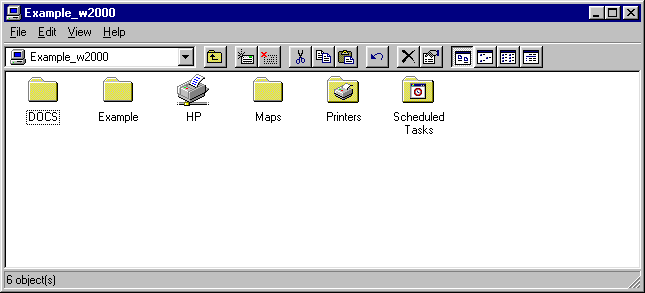 Example_w2000
File Edit View Help
Example_w2000
DOCS Example HP Maps Printers Scheduled Tasks
6 object(s)